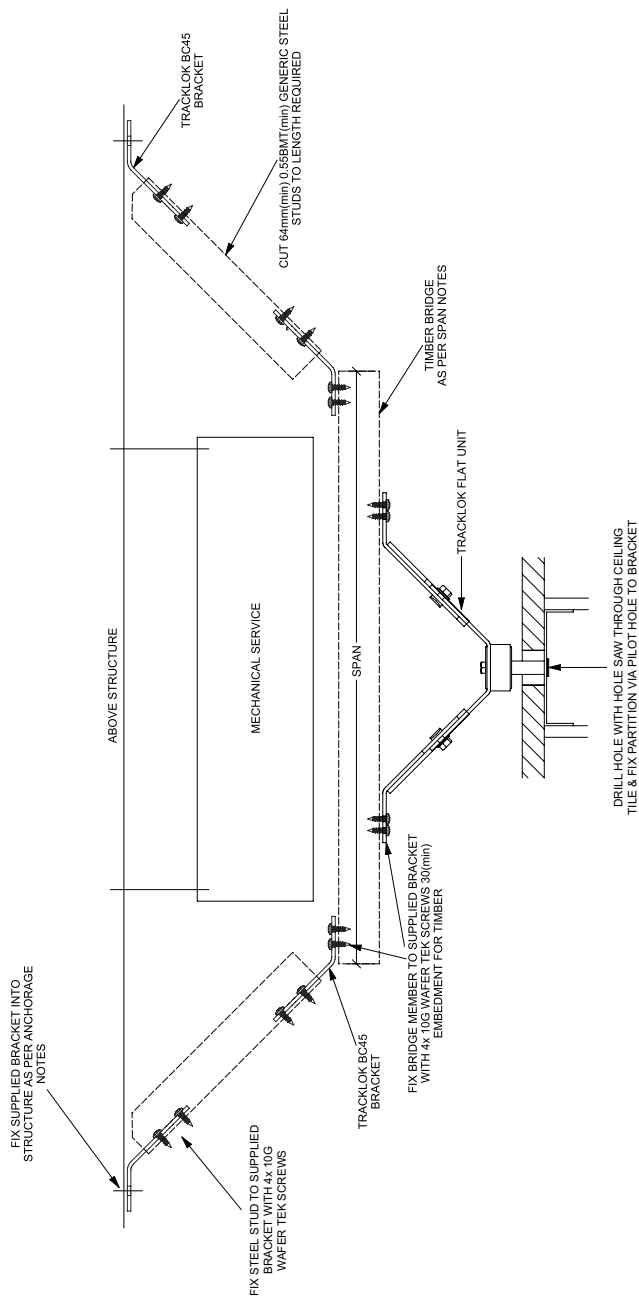 FIX SUPPLIED BRACKET INTO
STRUCTURE AS PER ANCHORAGE
NOTES
ABOVE STRUCTURE
TRACKLOK BC45
BRACKET
MECHANICAL SERVICE
CUT 64mm(min) 0.55BMT(min) GENERIC STEEL
STUDS TO LENGTH REQUIRED
FIX STEEL STUD TO SUPPLIED
BRACKET WITH 4x 10G
WAFER TEK SCREWS
TRACKLOK BC45
BRACKET
SPAN
TIMBER BRIDGE
AS PER SPAN NOTES
FIX BRIDGE MEMBER TO SUPPLIED BRACKET
WITH 4x 10G WAFER TEK SCREWS 30(min)
EMBEDMENT FOR TIMBER
TRACKLOK FLAT UNIT
DRILL HOLE WITH HOLE SAW THROUGH CEILING
TILE & FIX PARTITION VIA PILOT HOLE TO BRACKET